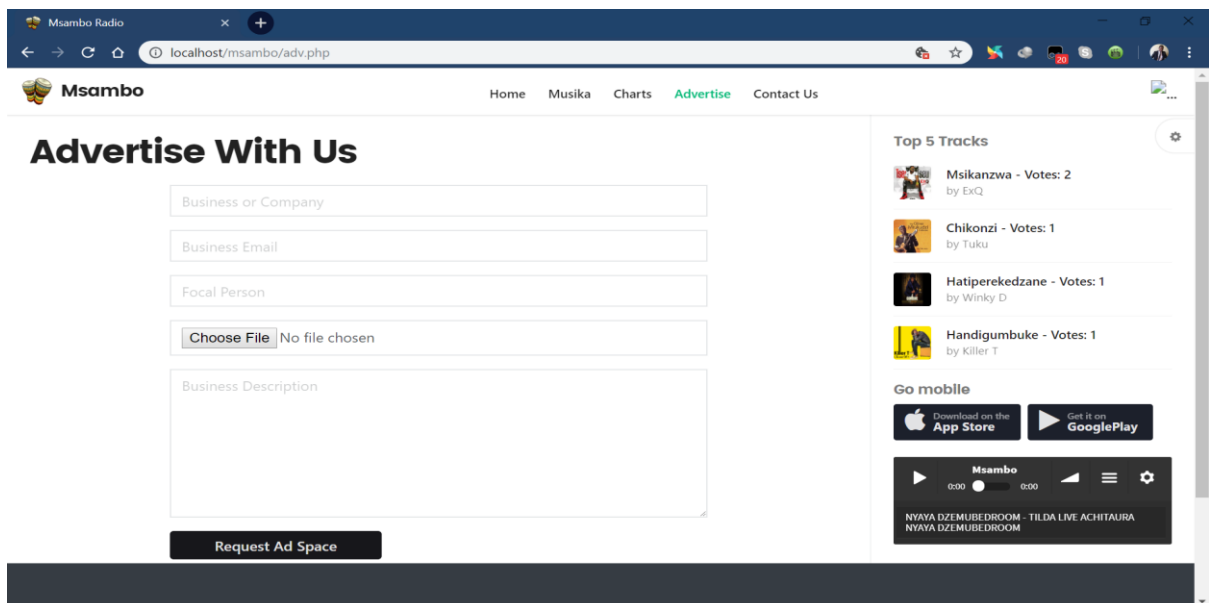 Msambo Radio
localhost/msambo/adv.php
20
Msambo
Home Musika Charts Advertise Contact Us
...
Advertise With Us
Business or Company
Business Email
Focal Person
Choose File No file chosen
Business Description
Request Ad Space
Top 5 Tracks
Msikanzwa - Votes: 2
by ExQ
Chikonzi - Votes: 1
by Tuku
Hatiperekedzane - Votes: 1
by Winky D
Handigumbuke - Votes: 1
by Killer T
Go mobile
Download on the
App Store
Get it on
GooglePlay
Msambo
0:00 0:00
NYAYA DZEMUBEDROOM - TILDA LIVE ACHITAURA
NYAYA DZEMUBEDROOM